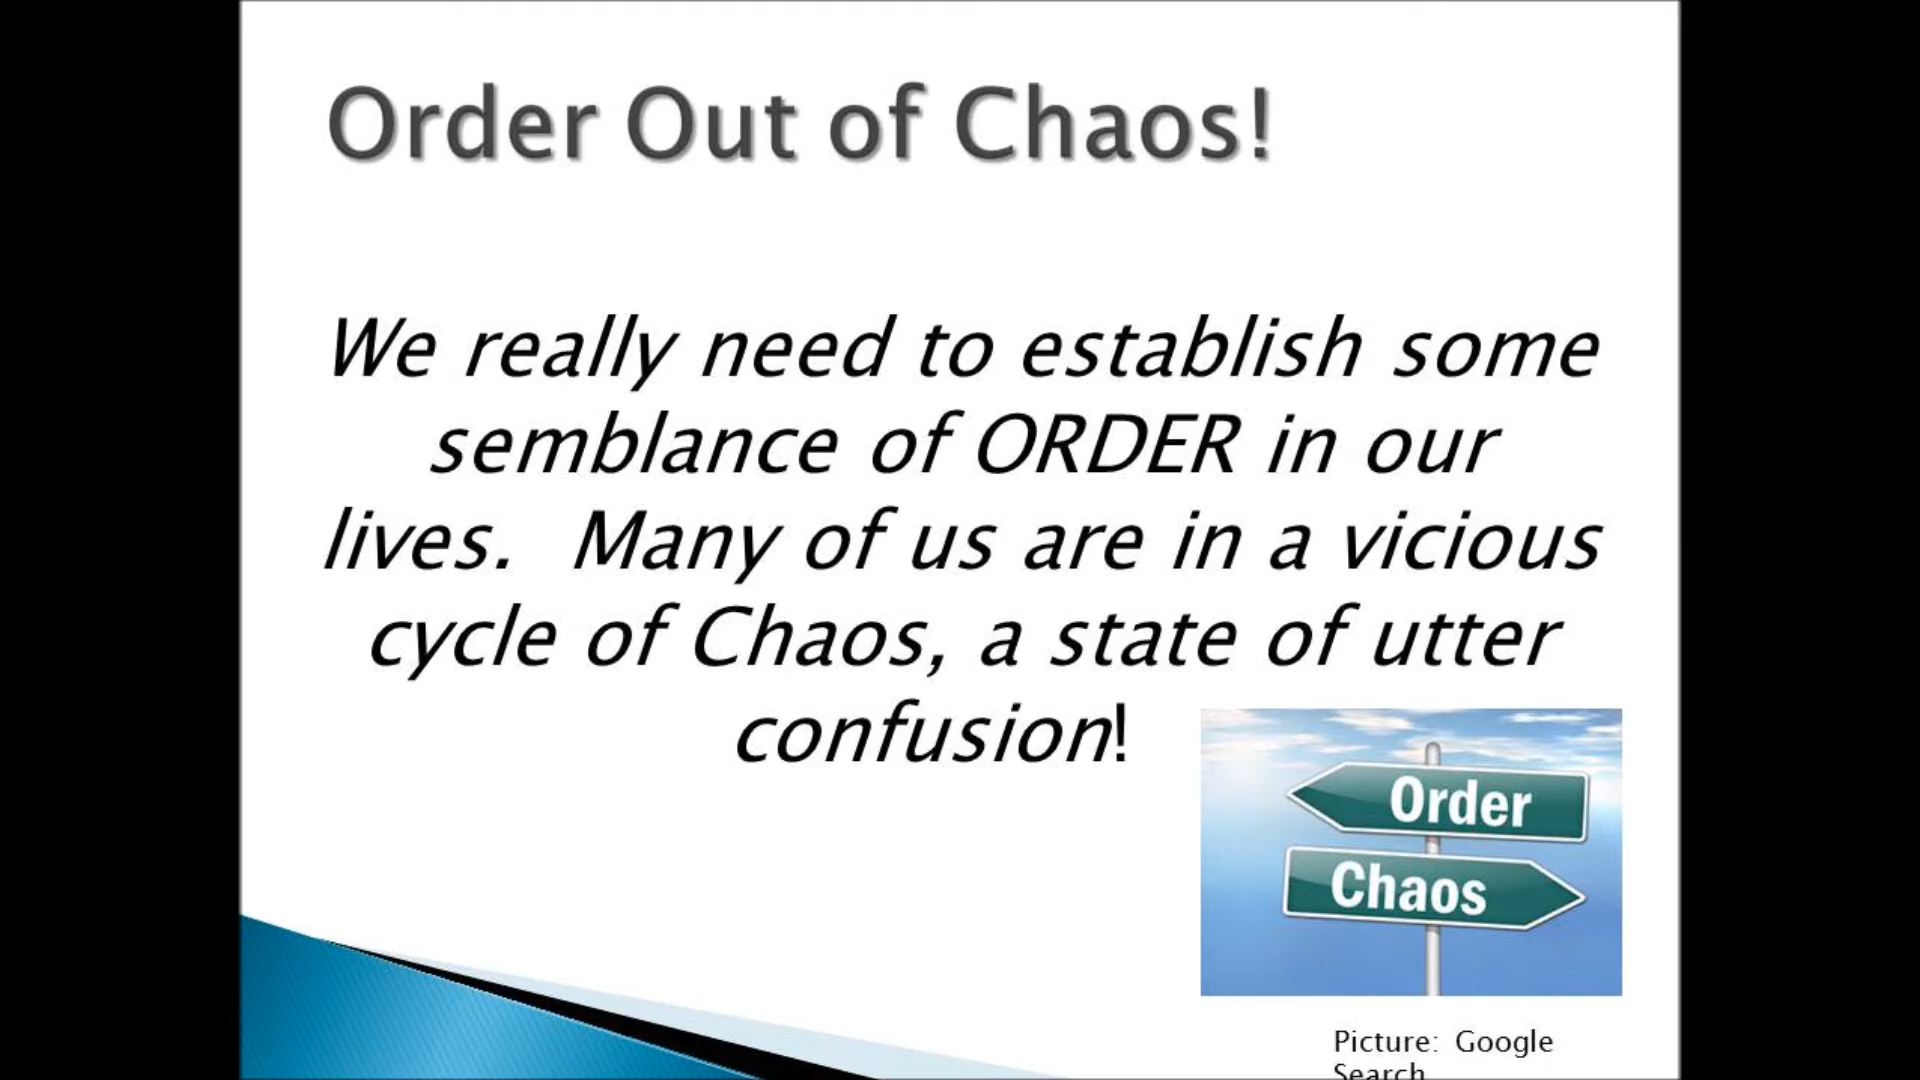 Order Out of Chaos!
We really need to establish some
semblance of ORDER in our
lives.  Many of us are in a vicious
cycle of Chaos, a state of utter
confusion!
Order
Chaos
Picture:  Google
Search